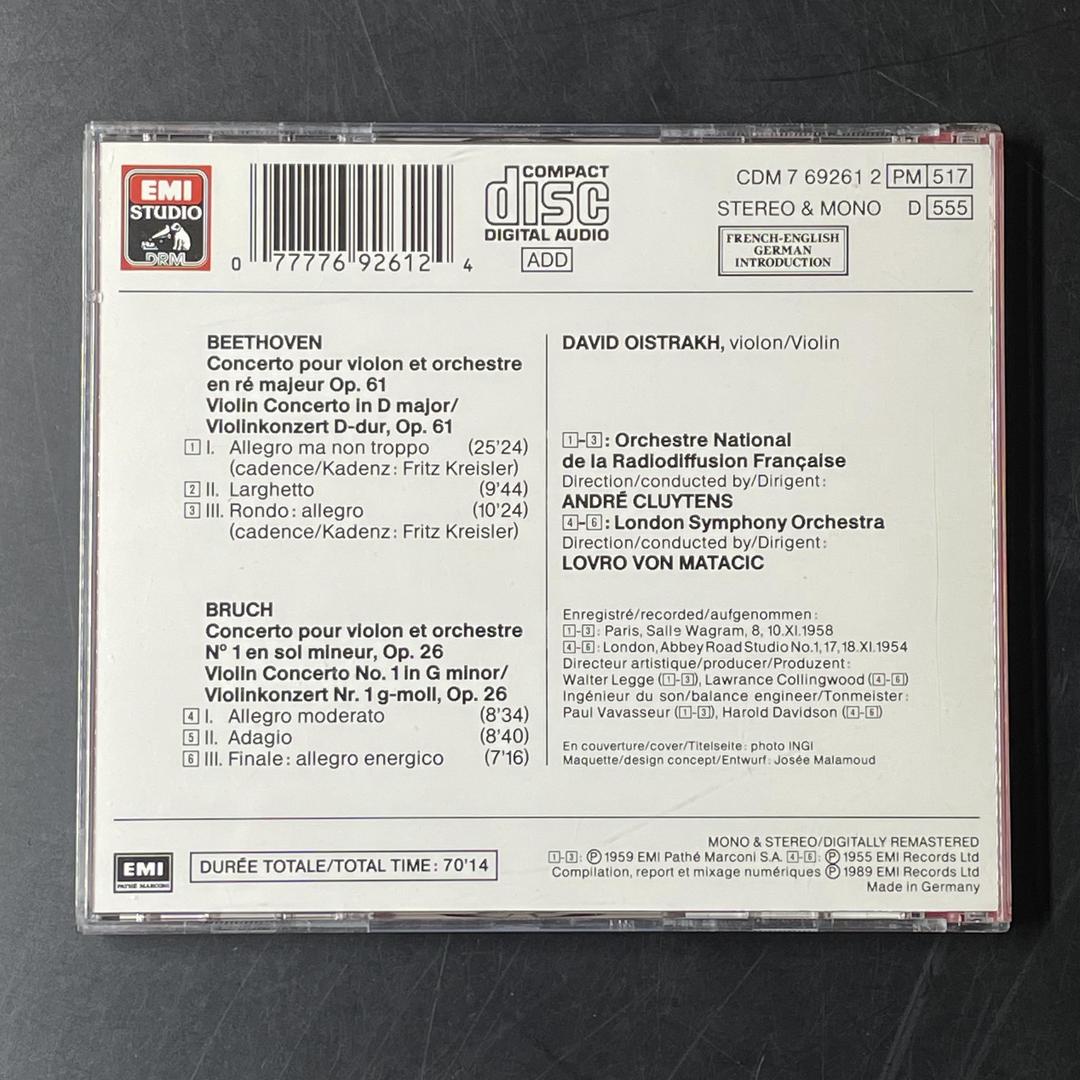 EMI
STUDIO
DRM
0 77776 92612 4
COMPACT
disc
DIGITAL AUDIO
ADD
CDM 7 69261 2 PM 517
STEREO & MONO D 555
FRENCH-ENGLISH
GERMAN
INTRODUCTION
BEETHOVEN
Concerto pour violon et orchestre
en ré majeur Op. 61
Violin Concerto in D major/
Violinkonzert D-dur, Op. 61
1 I. Allegro ma non troppo (25'24)
(cadence/Kadenz: Fritz Kreisler)
2 II. Larghetto (9'44)
3 III. Rondo: allegro (10'24)
(cadence/Kadenz: Fritz Kreisler)
BRUCH
Concerto pour violon et orchestre
Nº 1 en sol mineur, Op. 26
Violin Concerto No. 1 in G minor/
Violinkonzert Nr. 1 g-moll, Op. 26
4 I. Allegro moderato (8'34)
5 II. Adagio (8'40)
6 III. Finale: allegro energico (7'16)
DAVID OISTRAKH, violon/Violin
1-3: Orchestre National
de la Radiodiffusion Française
Direction/conducted by/Dirigent:
ANDRÉ CLUYTENS
4-6: London Symphony Orchestra
Direction/conducted by/Dirigent:
LOVRO VON MATACIC
Enregistré/recorded/aufgenommen:
1-3: Paris, Salle Wagram, 8, 10.XI.1958
4-6: London, Abbey Road Studio No.1, 17, 18.XI.1954
Directeur artistique/producer/Produzent:
Walter Legge (1-3), Lawrance Collingwood (4-6)
Ingénieur du son/balance engineer/Tonmeister:
Paul Vavasseur (1-3), Harold Davidson (4-6)
En couverture/cover/Titelseite: photo INGI
Maquette/design concept/Entwurf: Josée Malamoud
EMI
PATHÉ MARCONI
DURÉE TOTALE/TOTAL TIME: 70'14
MONO & STEREO/DIGITALLY REMASTERED
1-3: ℗ 1959 EMI Pathé Marconi S.A. 4-6: ℗ 1955 EMI Records Ltd
Compilation, report et mixage numériques ℗ 1989 EMI Records Ltd
Made in Germany